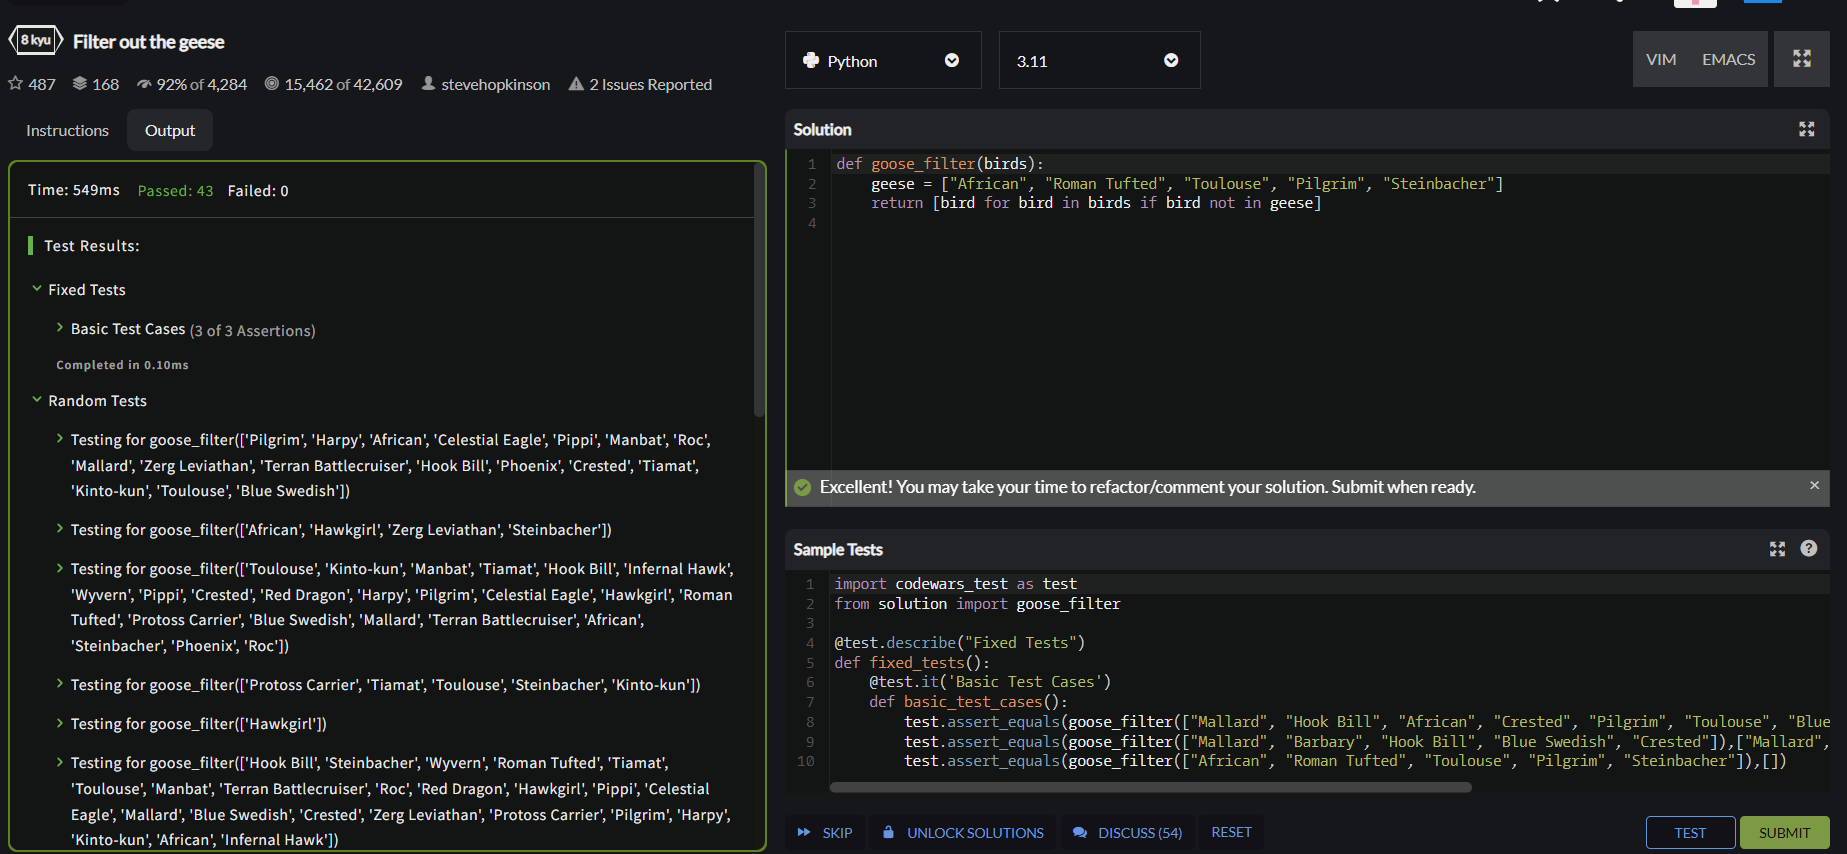 8 kyu Filter out the geese
487 168 92% of 4,284 15,462 of 42,609 stevehopkinson 2 Issues Reported
Instructions Output
Time: 549ms Passed: 43 Failed: 0
Test Results:
Fixed Tests
Basic Test Cases (3 of 3 Assertions)
Completed in 0.10ms
Random Tests
Testing for goose_filter(['Pilgrim', 'Harpy', 'African', 'Celestial Eagle', 'Pippi', 'Manbat', 'Roc',
'Mallard', 'Zerg Leviathan', 'Terran Battlecruiser', 'Hook Bill', 'Phoenix', 'Crested', 'Tiamat',
'Kinto-kun', 'Toulouse', 'Blue Swedish'])
Testing for goose_filter(['African', 'Hawkgirl', 'Zerg Leviathan', 'Steinbacher'])
Testing for goose_filter(['Toulouse', 'Kinto-kun', 'Manbat', 'Tiamat', 'Hook Bill', 'Infernal Hawk',
'Wyvern', 'Pippi', 'Crested', 'Red Dragon', 'Harpy', 'Pilgrim', 'Celestial Eagle', 'Hawkgirl', 'Roman
Tufted', 'Protoss Carrier', 'Blue Swedish', 'Mallard', 'Terran Battlecruiser', 'African',
'Steinbacher', 'Phoenix', 'Roc'])
Testing for goose_filter(['Protoss Carrier', 'Tiamat', 'Toulouse', 'Steinbacher', 'Kinto-kun'])
Testing for goose_filter(['Hawkgirl'])
Testing for goose_filter(['Hook Bill', 'Steinbacher', 'Wyvern', 'Roman Tufted', 'Tiamat',
'Toulouse', 'Manbat', 'Terran Battlecruiser', 'Roc', 'Red Dragon', 'Hawkgirl', 'Pippi', 'Celestial
Eagle', 'Mallard', 'Blue Swedish', 'Crested', 'Zerg Leviathan', 'Protoss Carrier', 'Pilgrim', 'Harpy',
'Kinto-kun', 'African', 'Infernal Hawk'])
Python 3.11 VIM EMACS
Solution
1 def goose_filter(birds):
2     geese = ["African", "Roman Tufted", "Toulouse", "Pilgrim", "Steinbacher"]
3     return [bird for bird in birds if bird not in geese]
4
Excellent! You may take your time to refactor/comment your solution. Submit when ready.
Sample Tests
1 import codewars_test as test
2 from solution import goose_filter
3
4 @test.describe("Fixed Tests")
5 def fixed_tests():
6     @test.it('Basic Test Cases')
7     def basic_test_cases():
8         test.assert_equals(goose_filter(["Mallard", "Hook Bill", "African", "Crested", "Pilgrim", "Toulouse", "Blue
9         test.assert_equals(goose_filter(["Mallard", "Barbary", "Hook Bill", "Blue Swedish", "Crested"]),["Mallard",
10         test.assert_equals(goose_filter(["African", "Roman Tufted", "Toulouse", "Pilgrim", "Steinbacher"]),[])
SKIP UNLOCK SOLUTIONS DISCUSS (54) RESET TEST SUBMIT